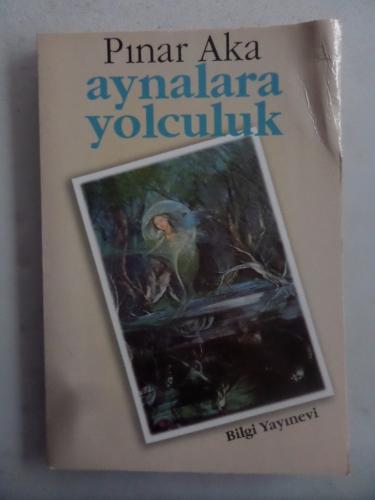 Pınar Aka
aynalara
yolculuk
Bilgi Yayınevi